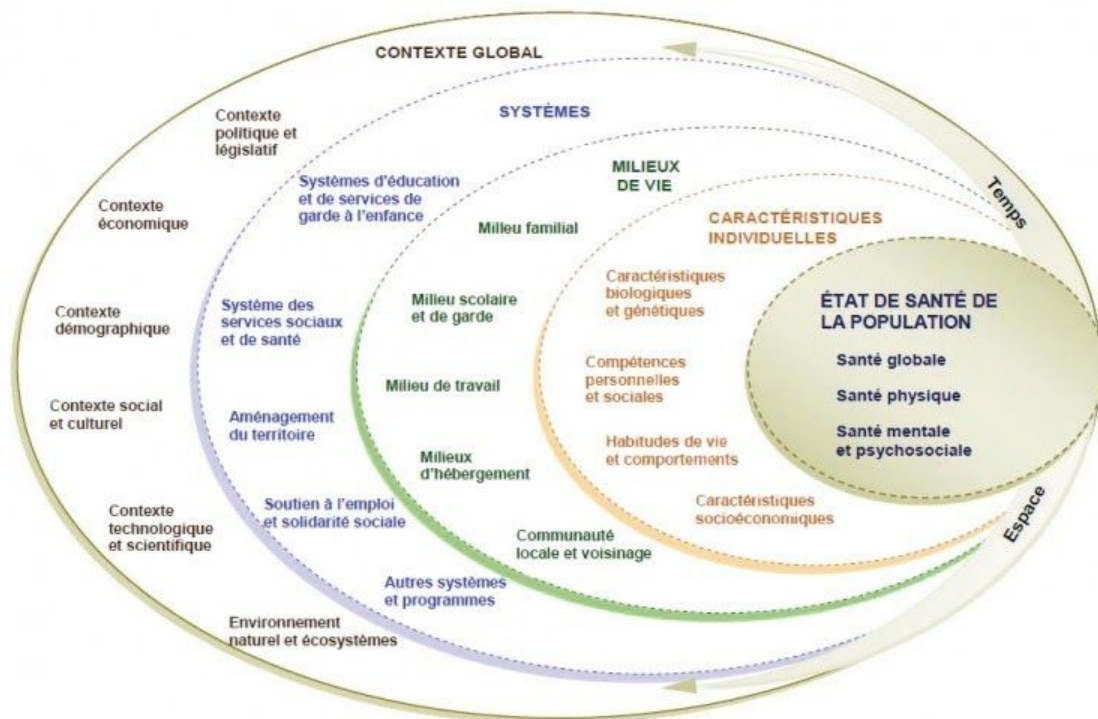 CONTEXTE GLOBAL
Contexte
politique et
législatif
Contexte
économique
Contexte
démographique
Contexte social
et culturel
Contexte
technologique
et scientifique
Environnement
naturel et écosystèmes
SYSTÈMES
Systèmes d'éducation
et de services de
garde à l'enfance
Système des
services sociaux
et de santé
Aménagement
du territoire
Soutien à l'emploi
et solidarité sociale
Autres systèmes
et programmes
MILIEUX
DE VIE
Milieu familial
Milieu scolaire
et de garde
Milieu de travail
Milieux
d'hébergement
Communauté
locale et voisinage
CARACTÉRISTIQUES
INDIVIDUELLES
Caractéristiques
biologiques
et génétiques
Compétences
personnelles
et sociales
Habitudes de vie
et comportements
Caractéristiques
socioéconomiques
ÉTAT DE SANTÉ DE
LA POPULATION
Santé globale
Santé physique
Santé mentale
et psychosociale
Temps
Espace